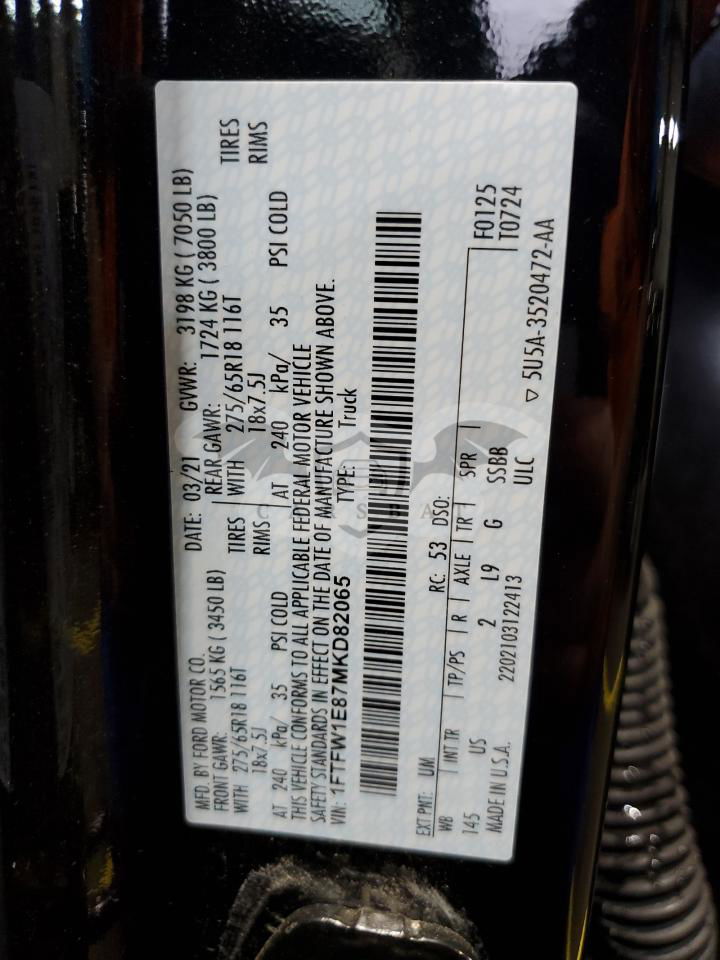 MFD. BY FORD MOTOR CO. DATE: 03/21 GVWR: 3198 KG ( 7050 LB)
FRONT GAWR: 1565 KG ( 3450 LB) REAR GAWR: 1724 KG ( 3800 LB)
WITH 275/65R18 116T TIRES WITH 275/65R18 116T TIRES
18x7.5J RIMS 18x7.5J RIMS
AT 240 kPa/ 35 PSI COLD AT 240 kPa/ 35 PSI COLD
THIS VEHICLE CONFORMS TO ALL APPLICABLE FEDERAL MOTOR VEHICLE
SAFETY STANDARDS IN EFFECT ON THE DATE OF MANUFACTURE SHOWN ABOVE.
VIN: 1FTFW1E87MKD82065 TYPE: Truck
EXT PNT: UM RC: 53 DSO:
WB INT TR TP/PS R AXLE TR SPR F0125
145 US 2 L9 G SSBB T0724
MADE IN U.S.A. 2202103122413 ULC
▽ 5U5A-3520472-AA